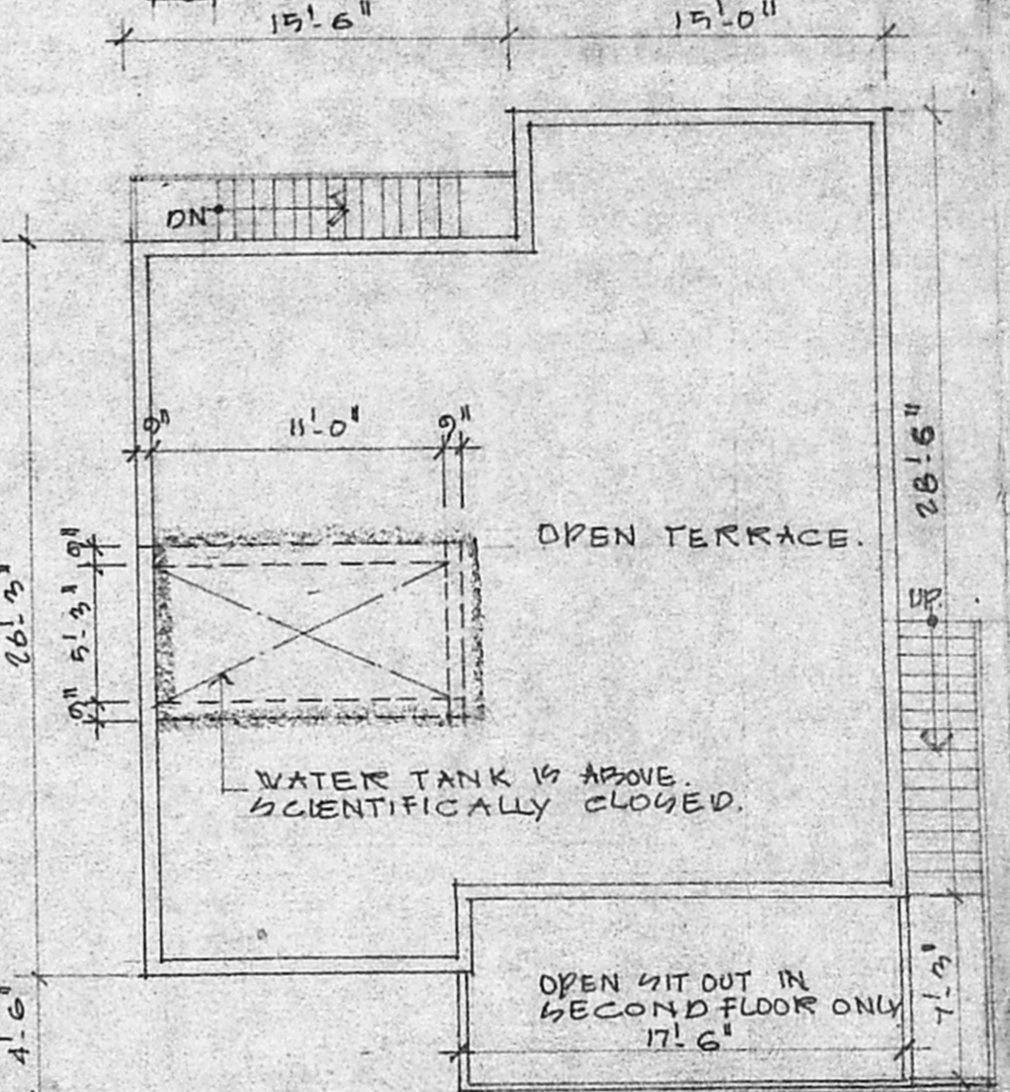 15'-6"
15'-0"
DN
9"
11'-0"
9"
28'-6"
OPEN TERRACE.
9"
5'-3"
9"
26'-3"
UP.
WATER TANK IS ABOVE.
SCIENTIFICALLY CLOSED.
OPEN SIT OUT IN
SECOND FLOOR ONLY
17'-6"
7'-3"
4'-6"